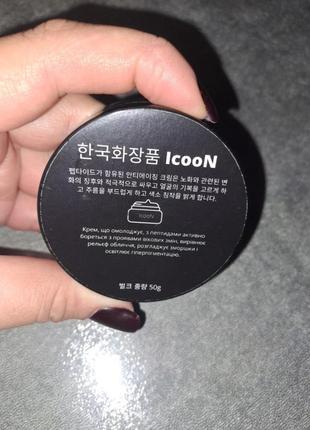 한국화장품 IcooN
펩타이드가 함유된 안티에이징 크림은 노화와 관련된 변
화의 징후와 적극적으로 싸우고 얼굴의 기복을 고르게 하
고 주름을 부드럽게 하고 색소 침착을 밝게 합니다.
IcooN
Крем, що омолоджує, з пептидами активно
бореться з проявами вікових змін, вирівнює
рельєф обличчя, розгладжує зморшки і
освітлює гіперпігментацію.
벌크 중량 50g